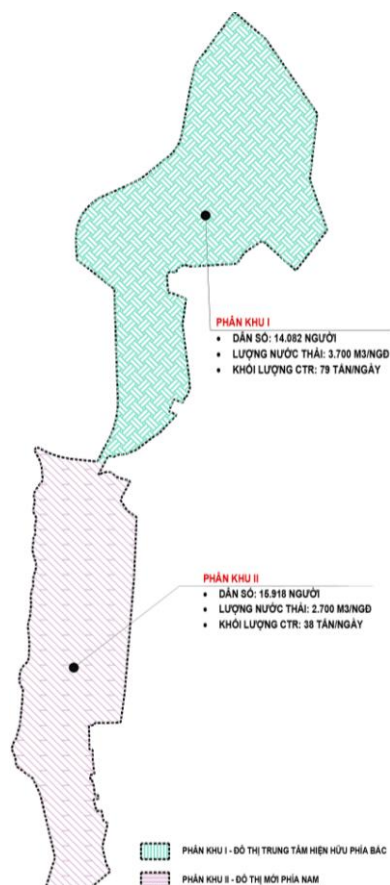 PHÂN KHU I
• DÂN SỐ: 14.082 NGƯỜI
• LƯỢNG NƯỚC THẢI: 3.700 M3/NGĐ
• KHỐI LƯỢNG CTR: 79 TẤN/NGÀY
PHÂN KHU II
• DÂN SỐ: 15.918 NGƯỜI
• LƯỢNG NƯỚC THẢI: 2.700 M3/NGĐ
• KHỐI LƯỢNG CTR: 38 TẤN/NGÀY
PHÂN KHU I - ĐÔ THỊ TRUNG TÂM HIỆN HỮU PHÍA BẮC
PHÂN KHU II - ĐÔ THỊ MỚI PHÍA NAM